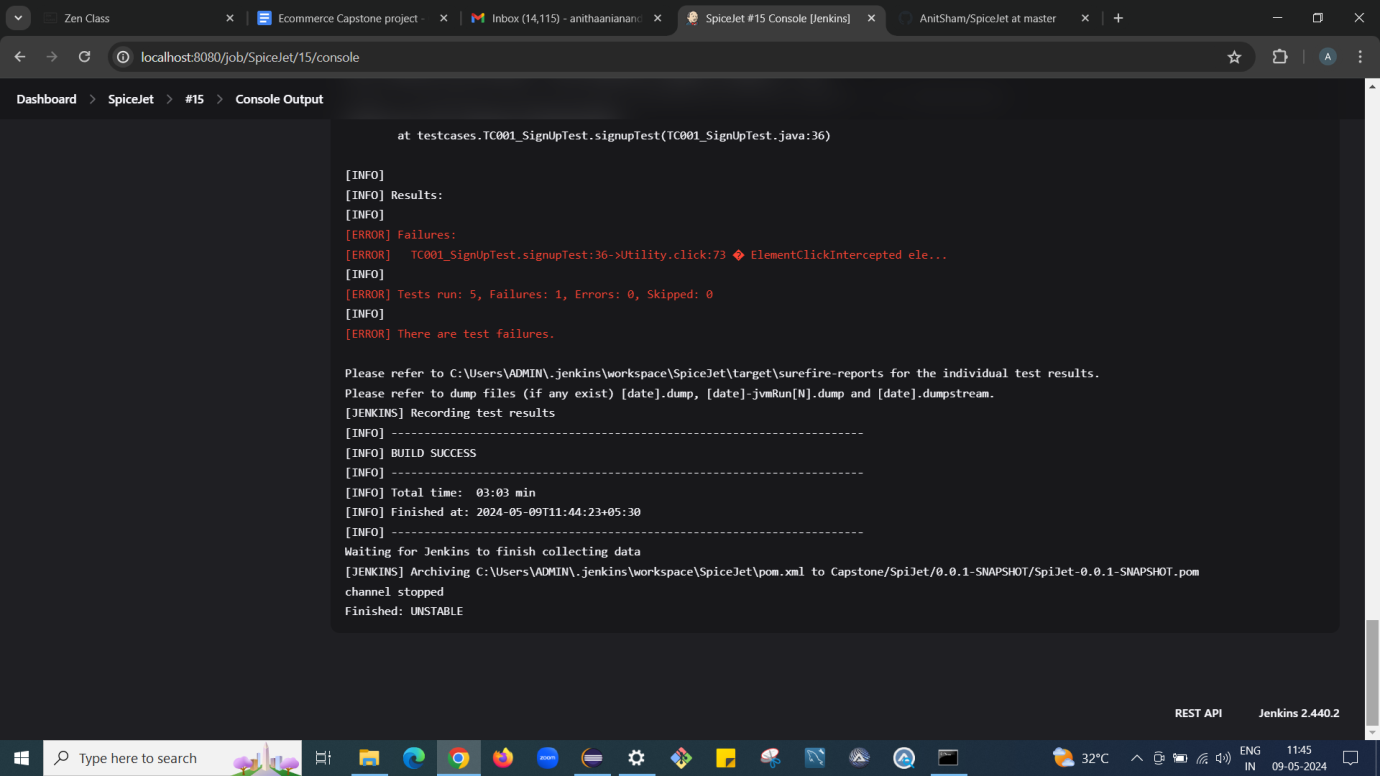 Zen Class
Ecommerce Capstone project -
Inbox (14,115) - anithaanianand
SpiceJet #15 Console [Jenkins]
AnitSham/SpiceJet at master
localhost:8080/job/SpiceJet/15/console
A
Dashboard
SpiceJet
#15
Console Output
at testcases.TC001_SignUpTest.signupTest(TC001_SignUpTest.java:36)
[INFO]
[INFO] Results:
[INFO]
[ERROR] Failures:
[ERROR]   TC001_SignUpTest.signupTest:36->Utility.click:73 � ElementClickIntercepted ele...
[INFO]
[ERROR] Tests run: 5, Failures: 1, Errors: 0, Skipped: 0
[INFO]
[ERROR] There are test failures.
Please refer to C:\Users\ADMIN\.jenkins\workspace\SpiceJet\target\surefire-reports for the individual test results.
Please refer to dump files (if any exist) [date].dump, [date]-jvmRun[N].dump and [date].dumpstream.
[JENKINS] Recording test results
[INFO] ------------------------------------------------------------------------
[INFO] BUILD SUCCESS
[INFO] ------------------------------------------------------------------------
[INFO] Total time:  03:03 min
[INFO] Finished at: 2024-05-09T11:44:23+05:30
[INFO] ------------------------------------------------------------------------
Waiting for Jenkins to finish collecting data
[JENKINS] Archiving C:\Users\ADMIN\.jenkins\workspace\SpiceJet\pom.xml to Capstone/SpiJet/0.0.1-SNAPSHOT/SpiJet-0.0.1-SNAPSHOT.pom
channel stopped
Finished: UNSTABLE
REST API
Jenkins 2.440.2
Type here to search
zoom
32°C
ENG
IN
11:45
09-05-2024